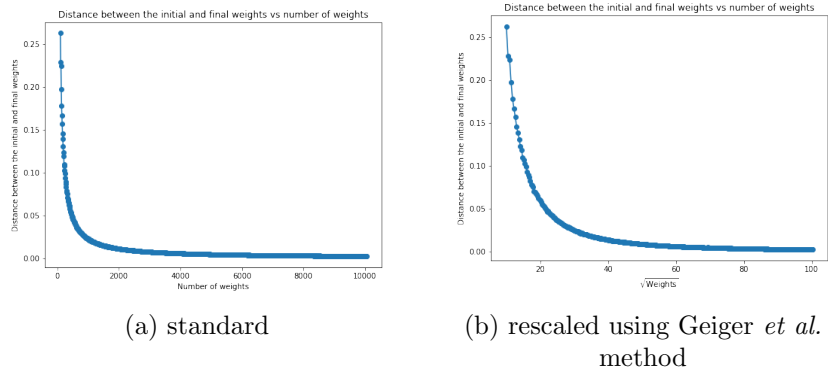 Distance between the initial and final weights vs number of weights
Distance between the initial and final weights
0.25
0.20
0.15
0.10
0.05
0.00
0 2000 4000 6000 8000 10000
Number of weights
(a) standard
Distance between the initial and final weights vs number of weights
Distance between the initial and final weights
0.25
0.20
0.15
0.10
0.05
0.00
20 40 60 80 100
√Weights
(b) rescaled using Geiger et al.
method